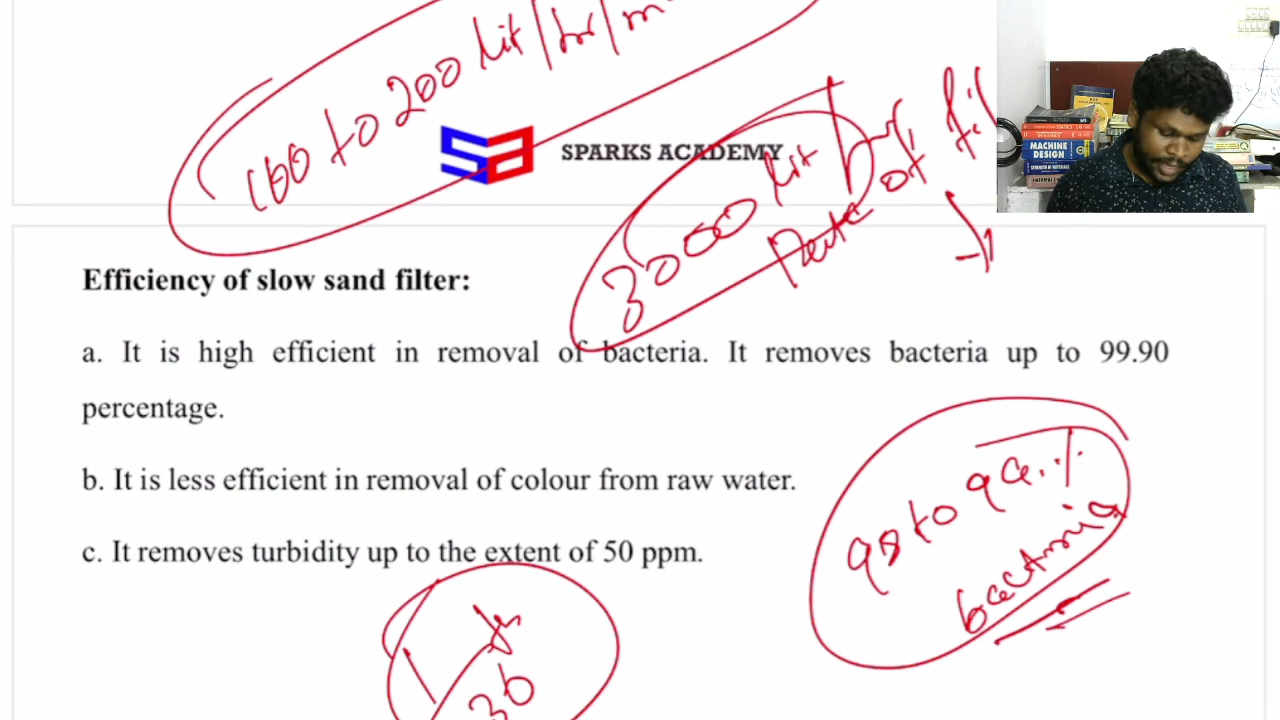 100 to 200 lit/hr/m
SPARKS ACADEMY
3000 lit
Rate of fil
Efficiency of slow sand filter:
a. It is high efficient in removal of bacteria. It removes bacteria up to 99.90
percentage.
b. It is less efficient in removal of colour from raw water.
c. It removes turbidity up to the extent of 50 ppm.
98 to 99.%
bacteria
STATICS
MACHINE
DESIGN